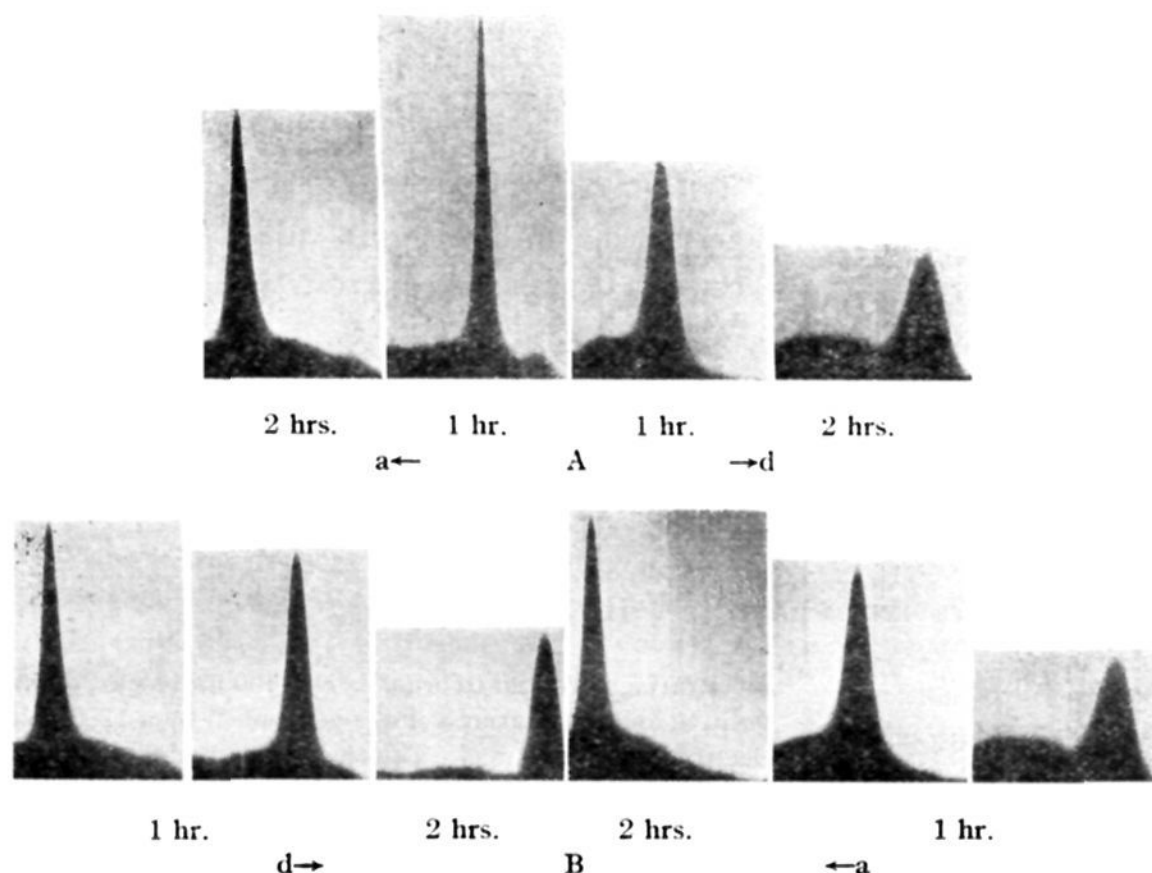 2 hrs. 1 hr. 1 hr. 2 hrs.
a← A →d
1 hr. 2 hrs. 2 hrs. 1 hr.
d→ B ←a